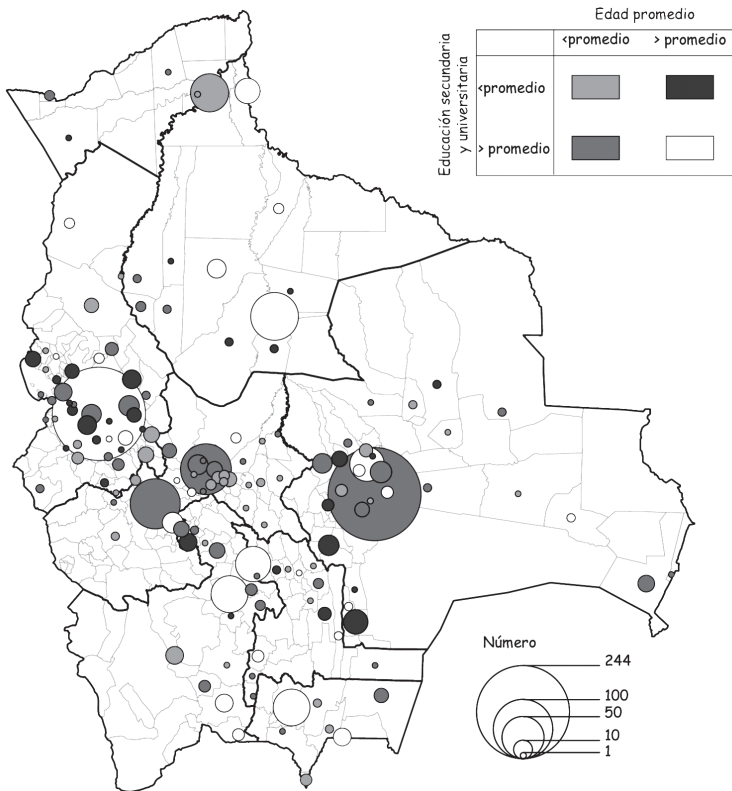 Edad promedio
<promedio > promedio
Educación secundaria
y universitaria
<promedio
> promedio
Número
244
100
50
10
1